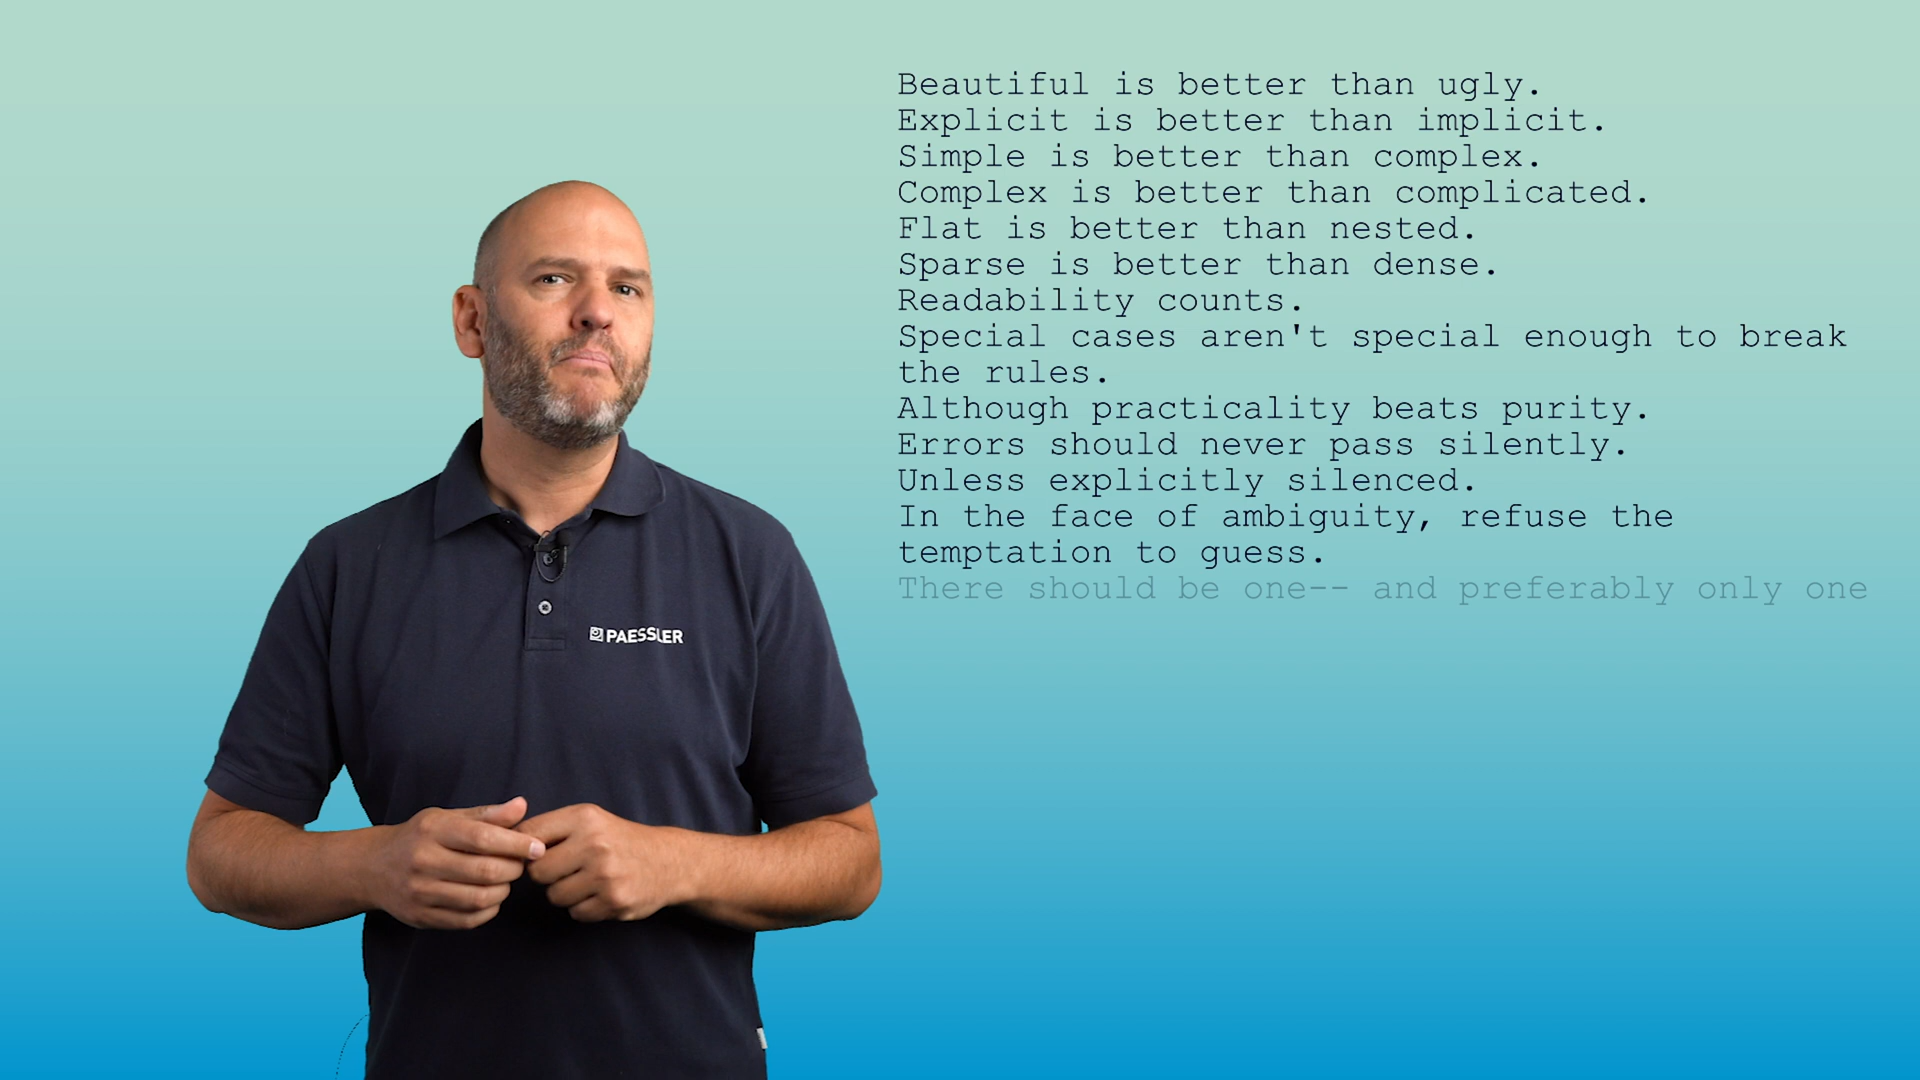 Beautiful is better than ugly.
Explicit is better than implicit.
Simple is better than complex.
Complex is better than complicated.
Flat is better than nested.
Sparse is better than dense.
Readability counts.
Special cases aren't special enough to break
the rules.
Although practicality beats purity.
Errors should never pass silently.
Unless explicitly silenced.
In the face of ambiguity, refuse the
temptation to guess.
There should be one-- and preferably only one
PAESSLER